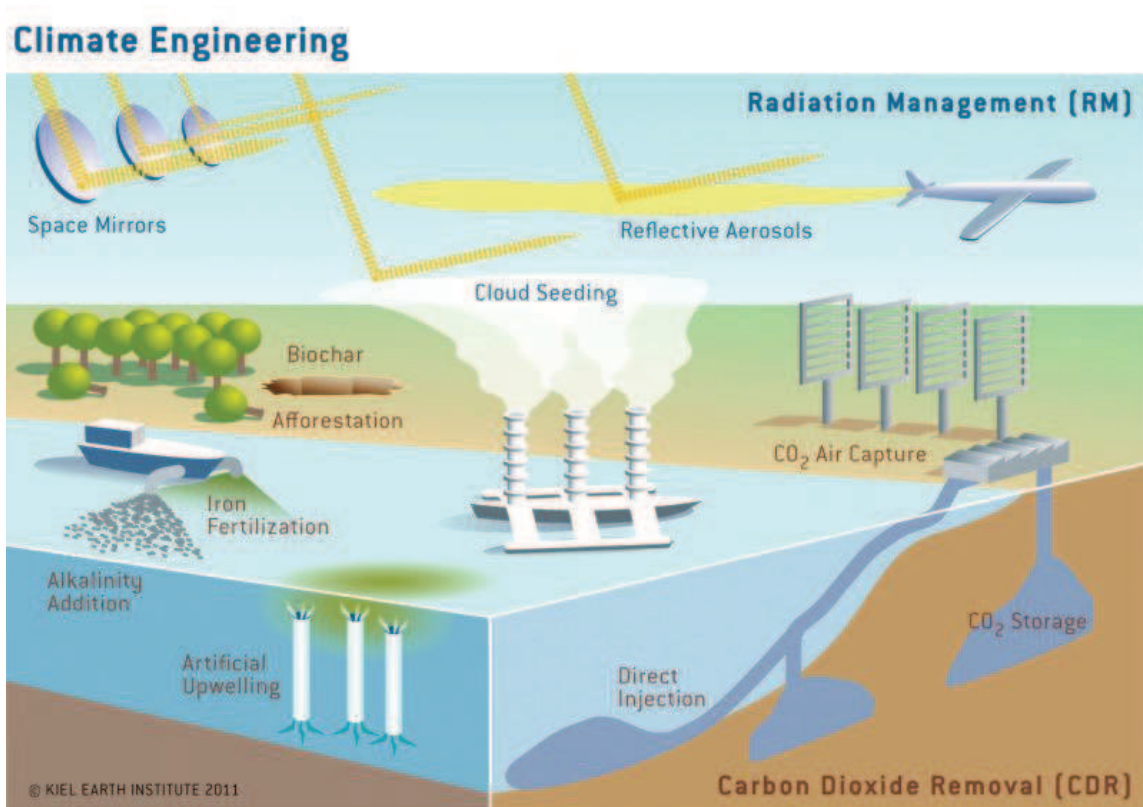 Climate Engineering
Radiation Management (RM)
Space Mirrors
Reflective Aerosols
Cloud Seeding
Biochar
Afforestation
CO₂ Air Capture
Iron
Fertilization
Alkalinity
Addition
CO₂ Storage
Artificial
Upwelling
Direct
Injection
© KIEL EARTH INSTITUTE 2011
Carbon Dioxide Removal (CDR)